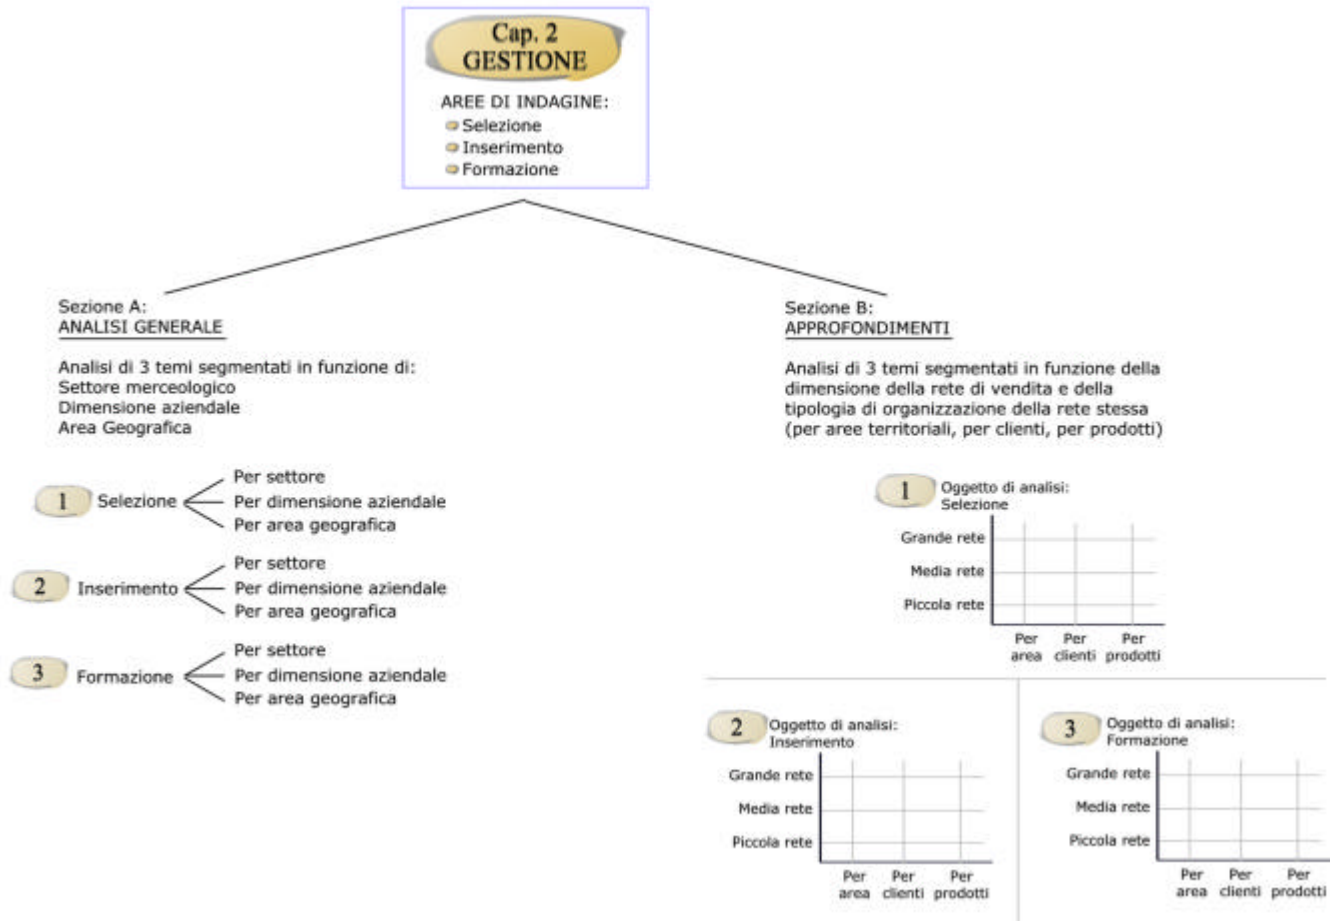 Cap. 2
GESTIONE
AREE DI INDAGINE:
Selezione
Inserimento
Formazione
Sezione A:
ANALISI GENERALE
Analisi di 3 temi segmentati in funzione di:
Settore merceologico
Dimensione aziendale
Area Geografica
1 Selezione
Per settore
Per dimensione aziendale
Per area geografica
2 Inserimento
Per settore
Per dimensione aziendale
Per area geografica
3 Formazione
Per settore
Per dimensione aziendale
Per area geografica
Sezione B:
APPROFONDIMENTI
Analisi di 3 temi segmentati in funzione della
dimensione della rete di vendita e della
tipologia di organizzazione della rete stessa
(per aree territoriali, per clienti, per prodotti)
1 Oggetto di analisi:
Selezione
Grande rete
Media rete
Piccola rete
Per Per Per
area clienti prodotti
2 Oggetto di analisi:
Inserimento
Grande rete
Media rete
Piccola rete
Per Per Per
area clienti prodotti
3 Oggetto di analisi:
Formazione
Grande rete
Media rete
Piccola rete
Per Per Per
area clienti prodotti